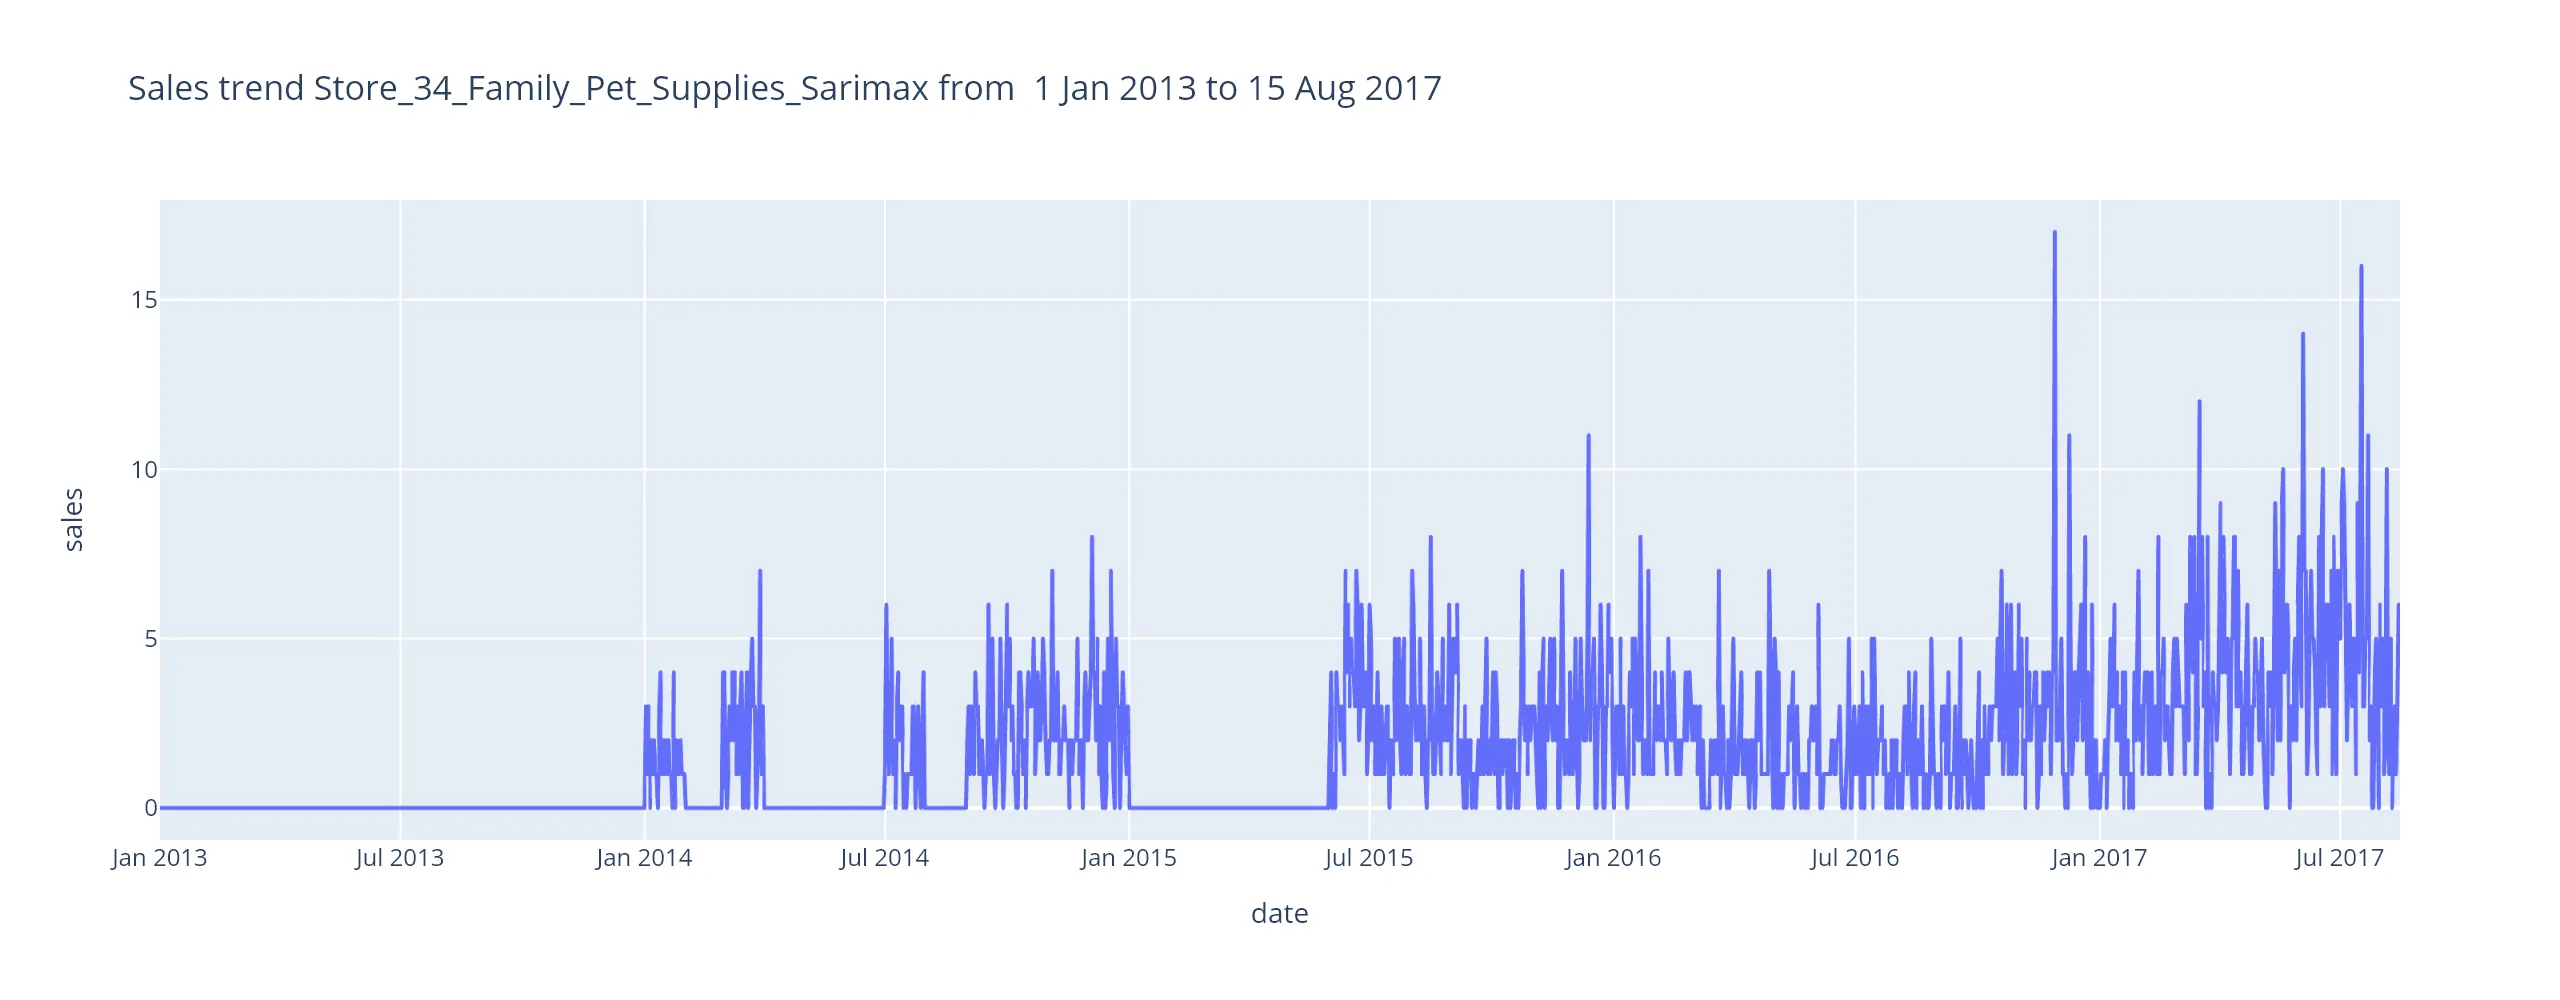 Sales trend Store_34_Family_Pet_Supplies_Sarimax from  1 Jan 2013 to 15 Aug 2017
sales
15
10
5
0
Jan 2013 Jul 2013 Jan 2014 Jul 2014 Jan 2015 Jul 2015 Jan 2016 Jul 2016 Jan 2017 Jul 2017
date